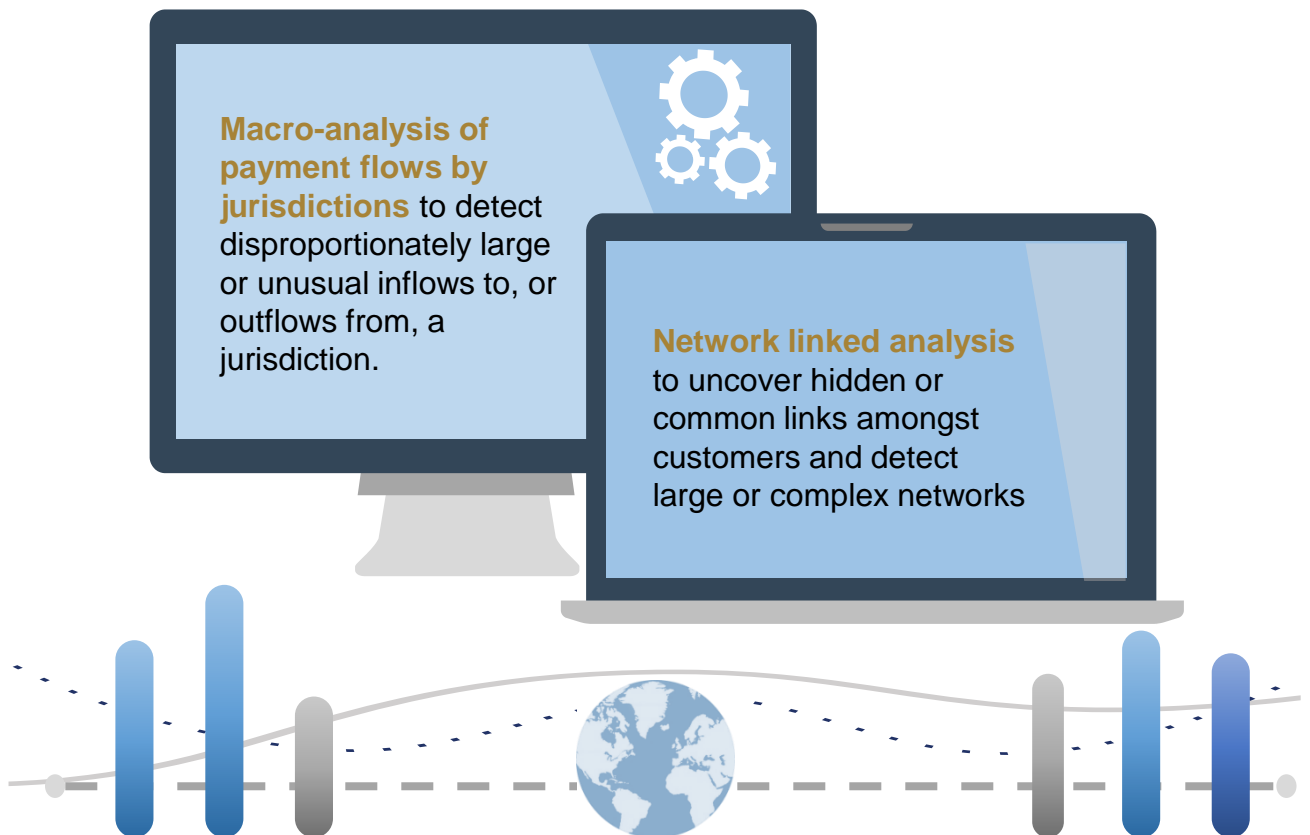 Macro-analysis of
payment flows by
jurisdictions to detect
disproportionately large
or unusual inflows to, or
outflows from, a
jurisdiction.
Network linked analysis
to uncover hidden or
common links amongst
customers and detect
large or complex networks